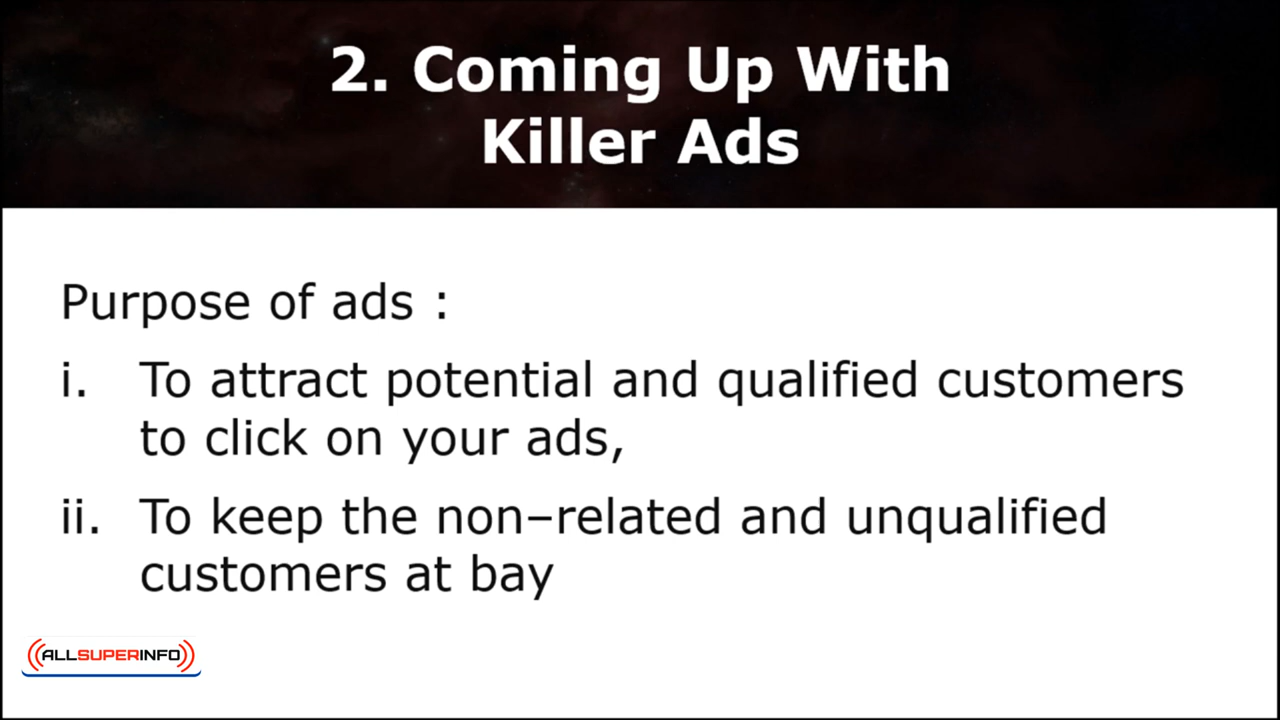 2. Coming Up With
Killer Ads
Purpose of ads :
i. To attract potential and qualified customers
to click on your ads,
ii. To keep the non–related and unqualified
customers at bay
((ALLSUPERINFO))